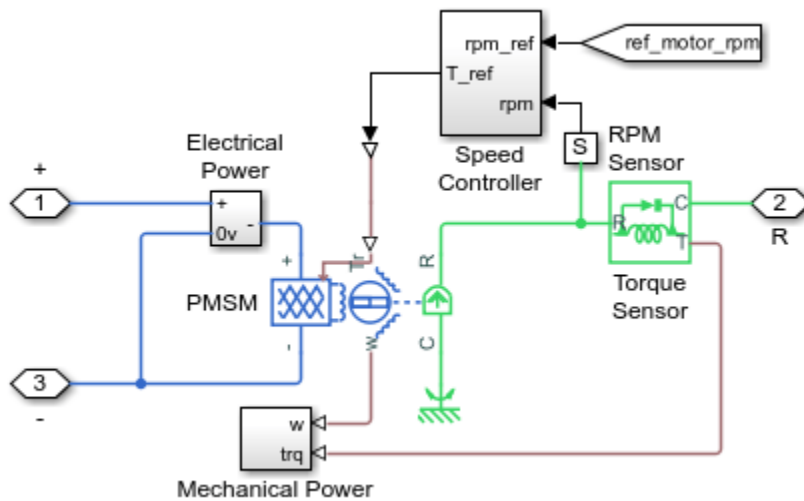 rpm_ref
ref_motor_rpm
T_ref
rpm
Speed
Controller
S
RPM
Sensor
Electrical
Power
+
1
+
-
0v
2
R
R
C
T
Torque
Sensor
Tr
+
R
PMSM
-
w
C
3
-
w
trq
Mechanical Power